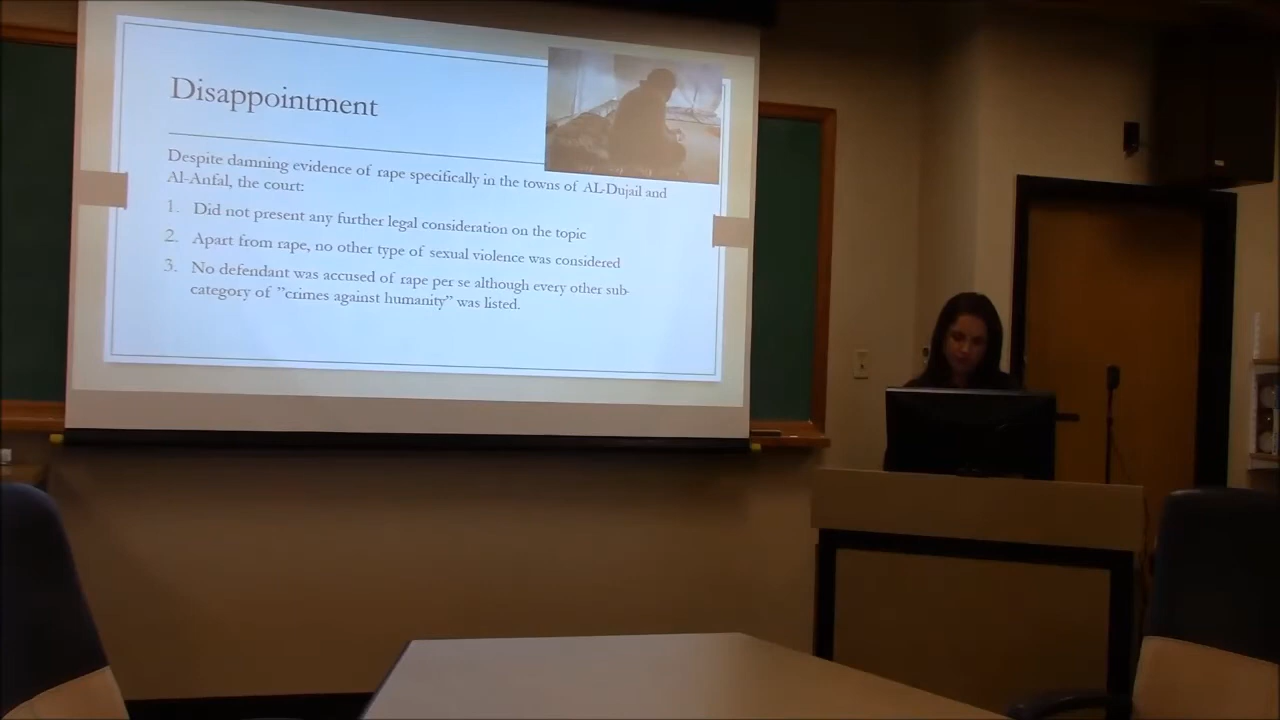 Disappointment
Despite damning evidence of rape specifically in the towns of AL-Dujail and
Al-Anfal, the court:
1. Did not present any further legal consideration on the topic
2. Apart from rape, no other type of sexual violence was considered
3. No defendant was accused of rape per se although every other sub-
category of ”crimes against humanity” was listed.